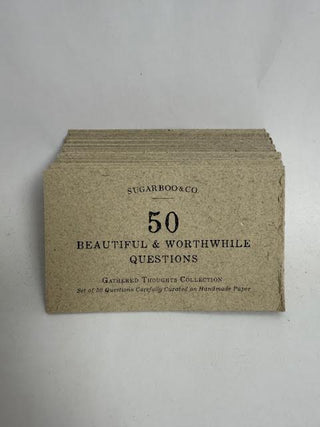 SUGARBOO&CO.
50
BEAUTIFUL & WORTHWHILE
QUESTIONS
GATHERED THOUGHTS COLLECTION
Set of 50 Questions Carefully Curated on Handmade Paper